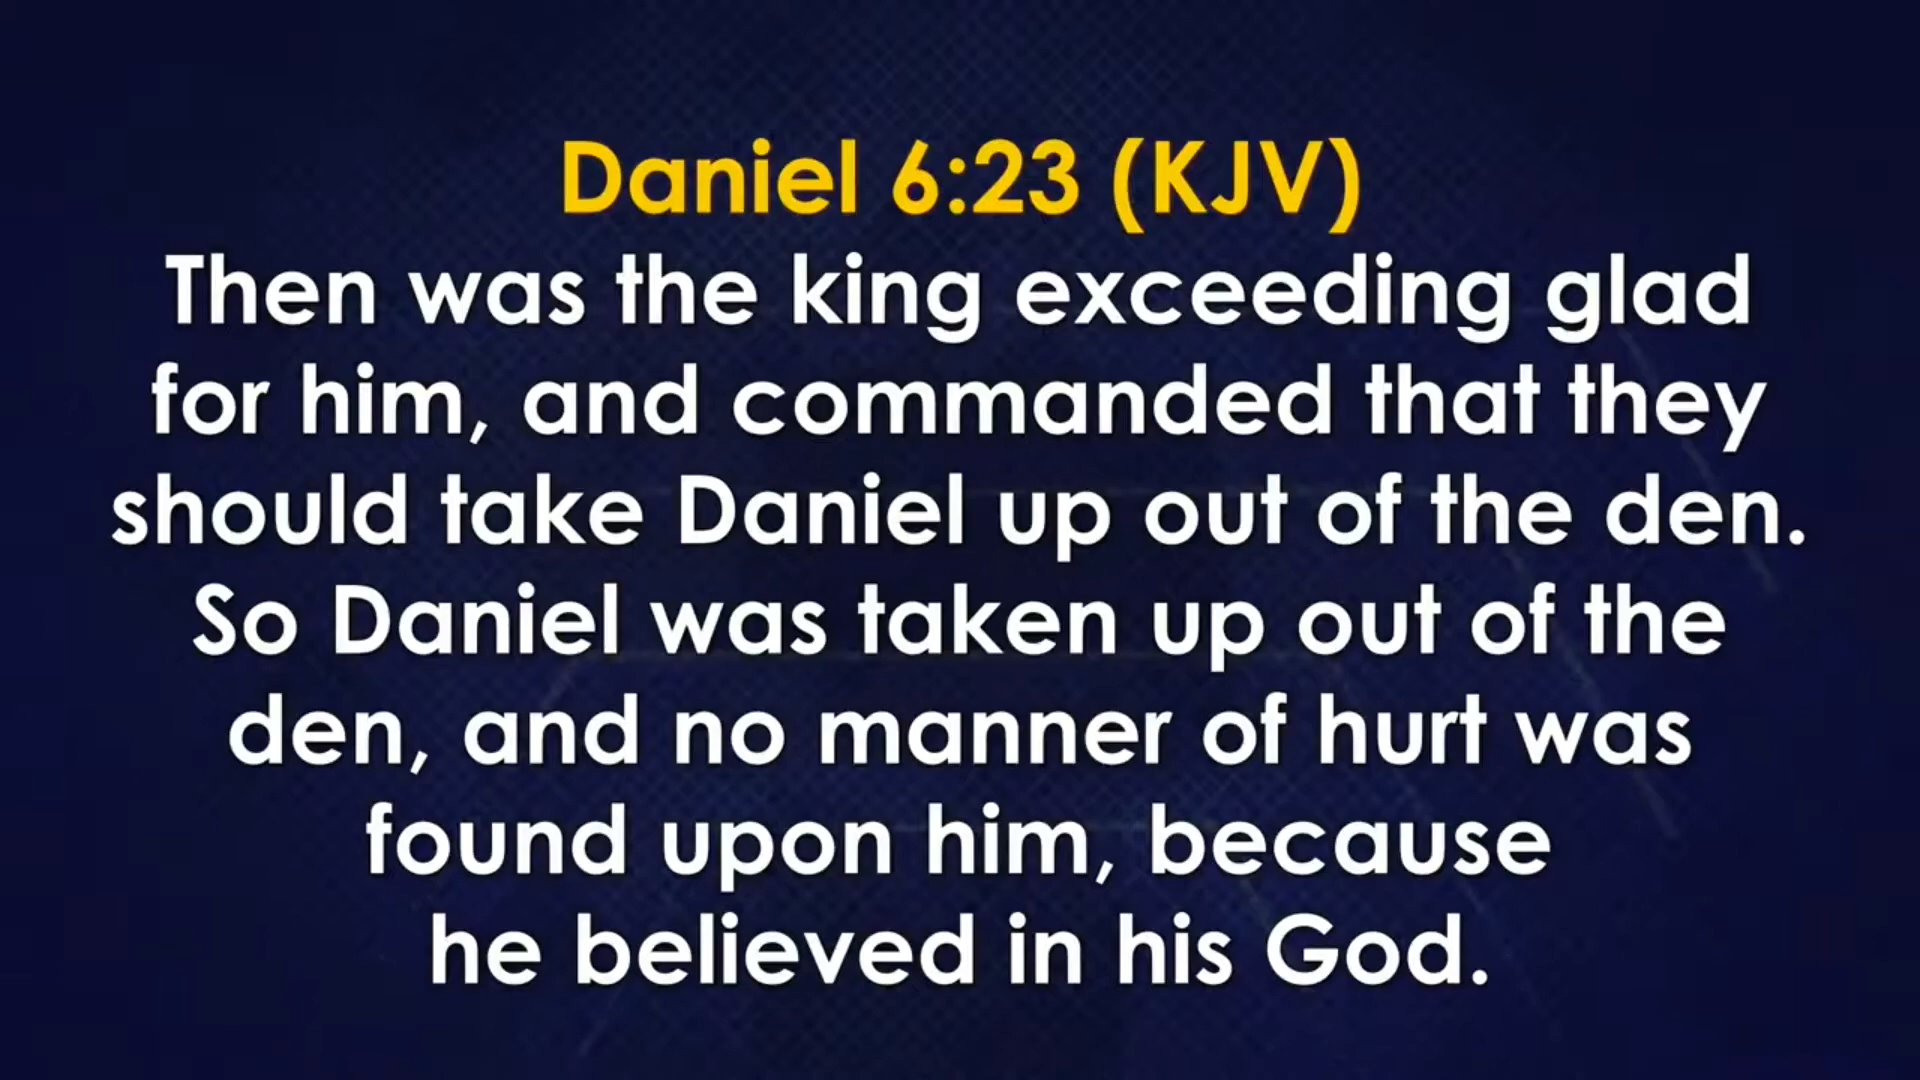 Daniel 6:23 (KJV)
Then was the king exceeding glad
for him, and commanded that they
should take Daniel up out of the den.
So Daniel was taken up out of the
den, and no manner of hurt was
found upon him, because
he believed in his God.